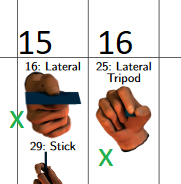 15 16
16: Lateral
25: Lateral
Tripod
X
29: Stick
X